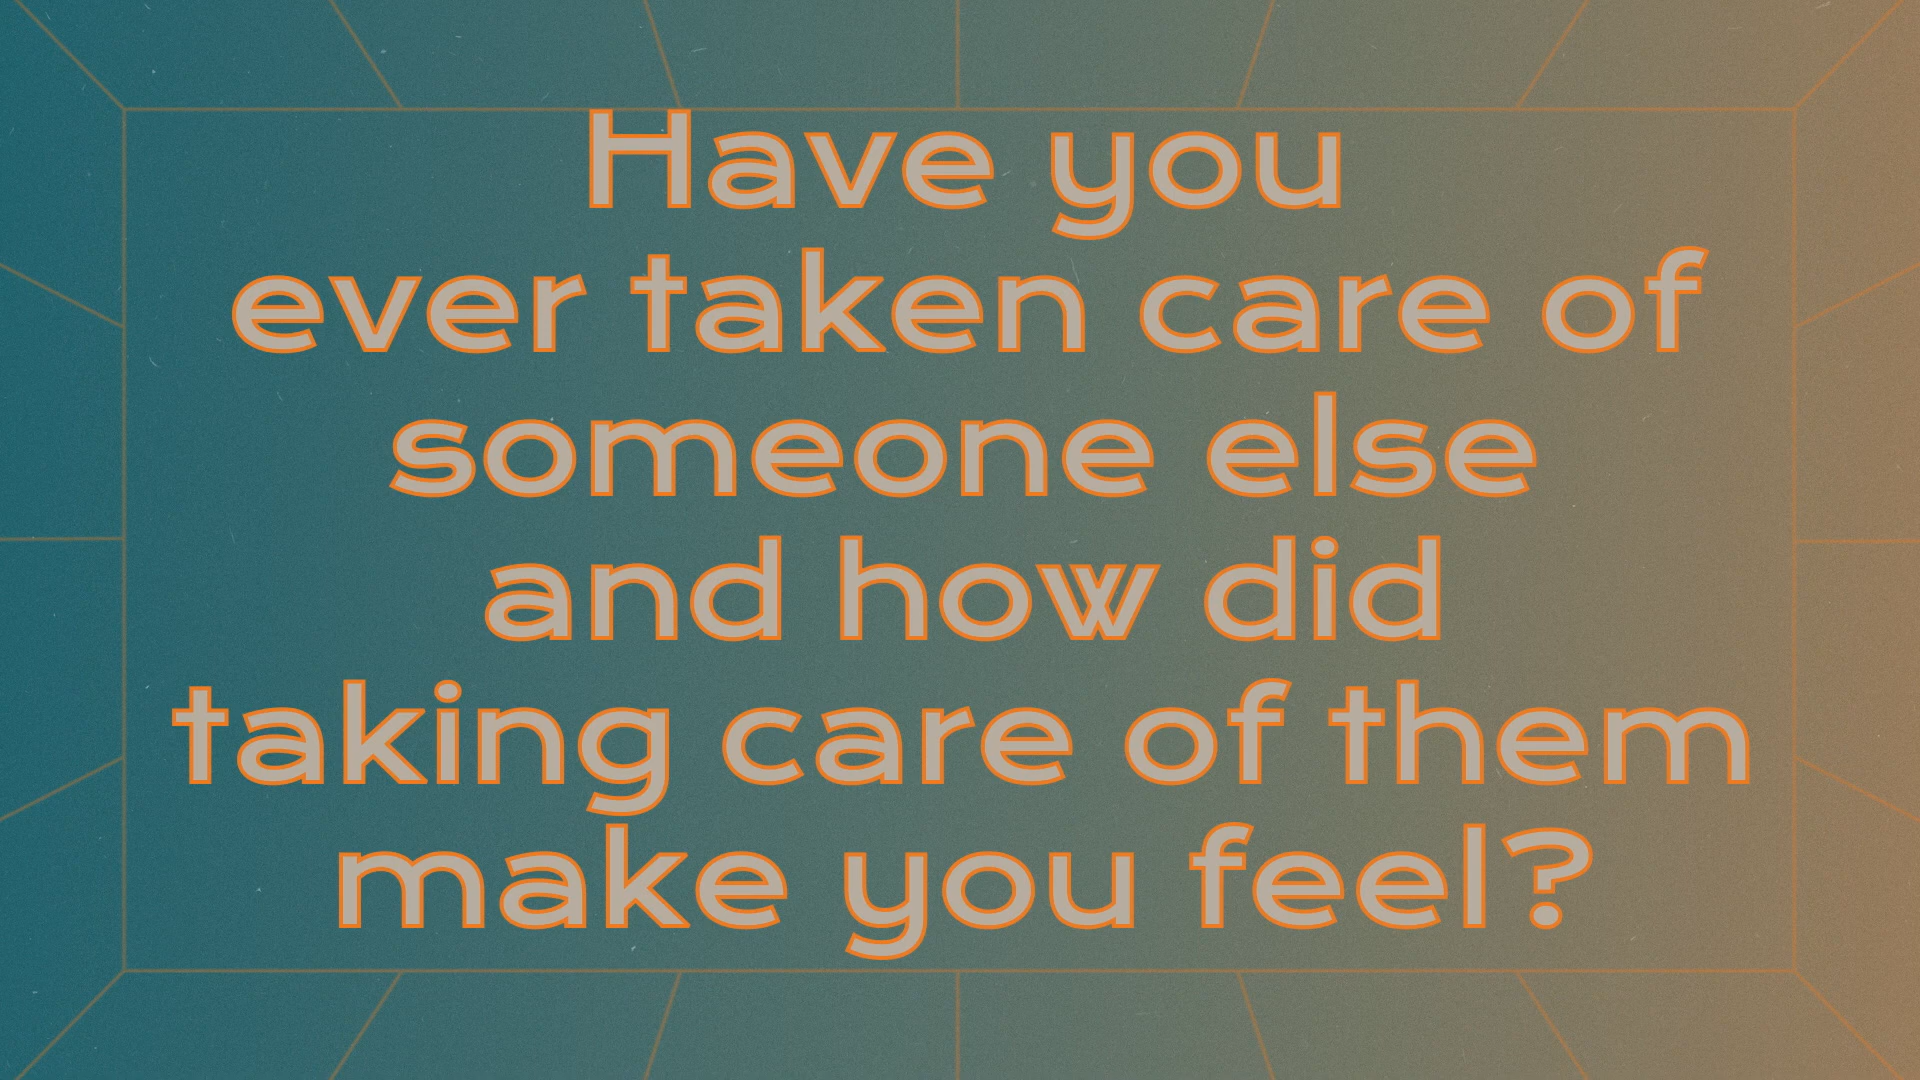 Have you
ever taken care of
someone else
and how did
taking care of them
make you feel?